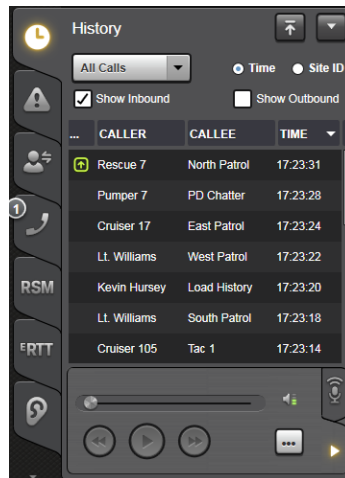 History
All Calls
Time
Site ID
Show Inbound
Show Outbound
... CALLER CALLEE TIME
Rescue 7 North Patrol 17:23:31
Pumper 7 PD Chatter 17:23:28
1
Cruiser 17 East Patrol 17:23:24
Lt. Williams West Patrol 17:23:22
RSM
Kevin Hursey Load History 17:23:20
Lt. Williams South Patrol 17:23:18
ERTT
Cruiser 105 Tac 1 17:23:14
...